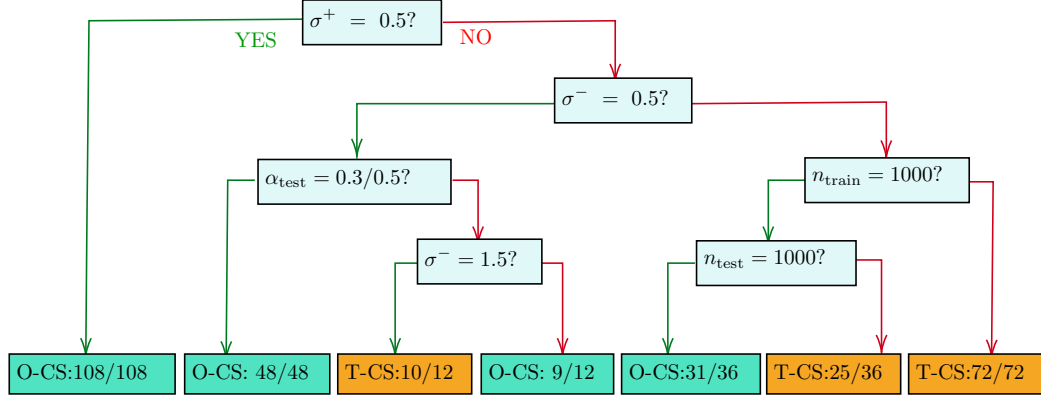 σ⁺ = 0.5?
YES
NO
σ⁻ = 0.5?
α_test = 0.3/0.5?
n_train = 1000?
σ⁻ = 1.5?
n_test = 1000?
O-CS:108/108
O-CS: 48/48
T-CS:10/12
O-CS: 9/12
O-CS:31/36
T-CS:25/36
T-CS:72/72